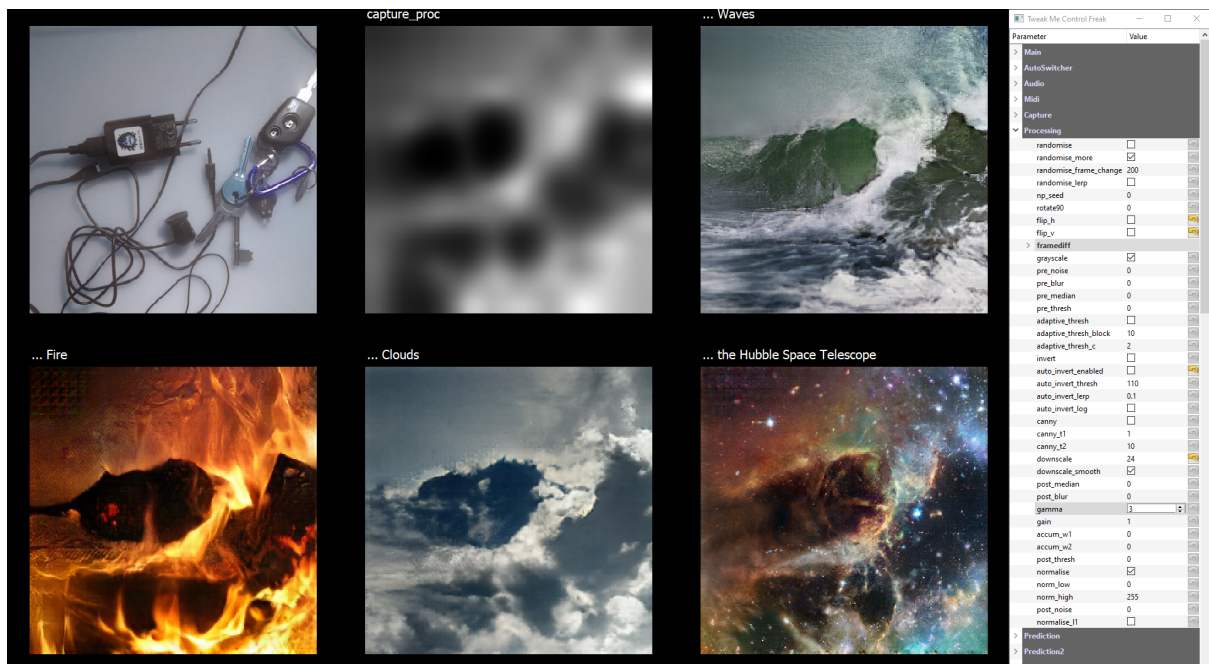 capture_proc
... Waves
... Fire
... Clouds
... the Hubble Space Telescope
Tweak Me Control Freak
Parameter Value
Main
AutoSwitcher
Audio
Midi
Capture
Processing
randomise
randomise_more
randomise_frame_change 200
randomise_lerp
np_seed 0
rotate90 0
flip_h
flip_v
framediff
grayscale
pre_noise 0
pre_blur 0
pre_median 0
pre_thresh 0
adaptive_thresh
adaptive_thresh_block 10
adaptive_thresh_c 2
invert
auto_invert_enabled
auto_invert_thresh 110
auto_invert_lerp 0.1
auto_invert_log
canny
canny_t1 1
canny_t2 10
downscale 24
downscale_smooth
post_median 0
post_blur 0
gamma 3
gain 1
accum_w1 0
accum_w2 0
post_thresh 0
normalise
norm_low 0
norm_high 255
post_noise 0
normalise_l1
Prediction
Prediction2